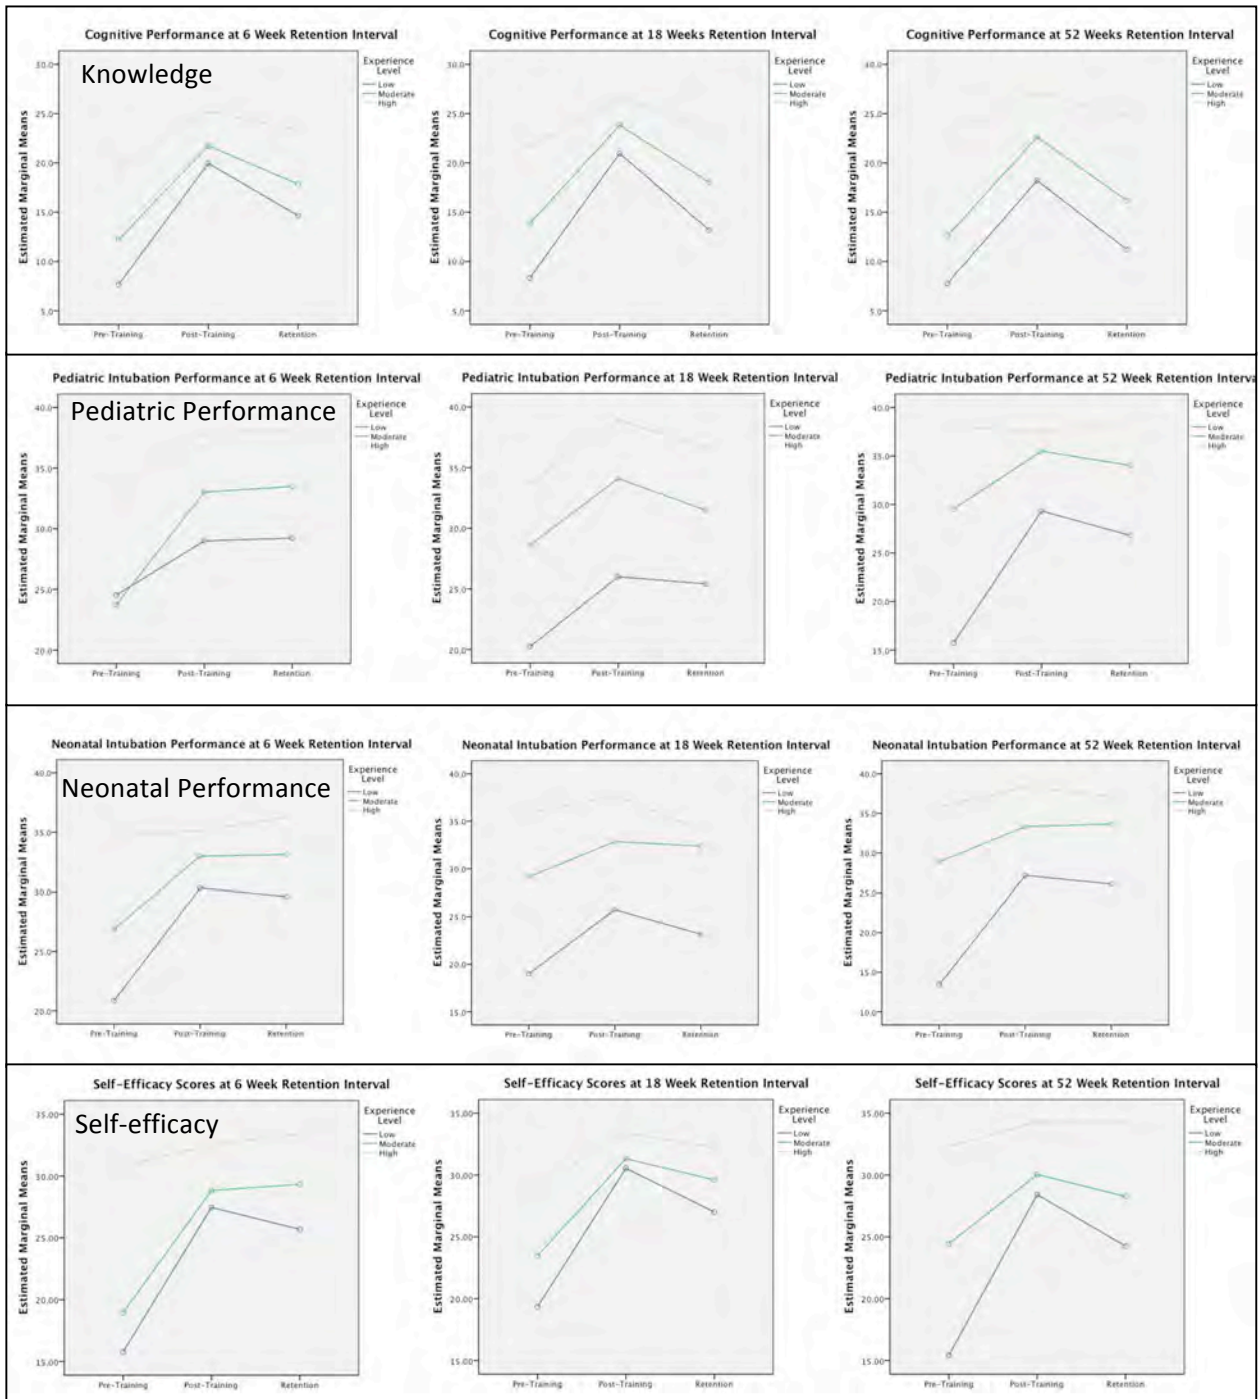 Cognitive Performance at 6 Week Retention Interval
Knowledge
Estimated Marginal Means
30.0
25.0
20.0
15.0
10.0
5.0
Pre-Training Post-Training Retention
Experience
Level
Low
Moderate
High
Cognitive Performance at 18 Weeks Retention Interval
Estimated Marginal Means
30.0
25.0
20.0
15.0
10.0
5.0
Pre-Training Post-Training Retention
Experience
Level
Low
Moderate
High
Cognitive Performance at 52 Weeks Retention Interval
Estimated Marginal Means
40.0
25.0
20.0
15.0
10.0
5.0
Pre-Training Post-Training Retention
Experience
Level
Low
Moderate
High
Pediatric Intubation Performance at 6 Week Retention Interval
Pediatric Performance
Estimated Marginal Means
40.0
35.0
30.0
25.0
20.0
Pre-Training Post-Training Retention
Experience
Level
Low
Moderate
High
Pediatric Intubation Performance at 18 Week Retention Interval
Estimated Marginal Means
40.0
35.0
30.0
25.0
20.0
Pre-Training Post-Training Retention
Experience
Level
Low
Moderate
High
Pediatric Intubation Performance at 52 Week Retention Interva
Estimated Marginal Means
40.0
35.0
30.0
25.0
20.0
15.0
Pre-Training Post-Training Retention
Experience
Level
Low
Moderate
High
Neonatal Intubation Performance at 6 Week Retention Interval
Neonatal Performance
Estimated Marginal Means
40.0
35.0
30.0
25.0
20.0
Pre-Training Post-Training Retention
Experience
Level
Low
Moderate
High
Neonatal Intubation Performance at 18 Week Retention Interval
Estimated Marginal Means
40.0
35.0
30.0
25.0
20.0
15.0
Pre-Training Post-Training Retention
Experience
Level
Low
Moderate
High
Neonatal Intubation Performance at 52 Week Retention Interval
Estimated Marginal Means
40.0
35.0
30.0
25.0
20.0
15.0
10.0
Pre-Training Post-Training Retention
Experience
Level
Low
Moderate
High
Self-Efficacy Scores at 6 Week Retention Interval
Self-efficacy
Estimated Marginal Means
35.00
30.00
25.00
20.00
15.00
Pre-Training Post-Training Retention
Experience
Level
Low
Moderate
High
Self-Efficacy Scores at 18 Week Retention Interval
Estimated Marginal Means
35.00
30.00
25.00
20.00
15.00
Pre-Training Post-Training Retention
Experience
Level
Low
Moderate
High
Self-Efficacy Scores at 52 Week Retention Interval
Estimated Marginal Means
35.00
30.00
25.00
20.00
15.00
Pre-Training Post-Training Retention
Experience
Level
Low
Moderate
High